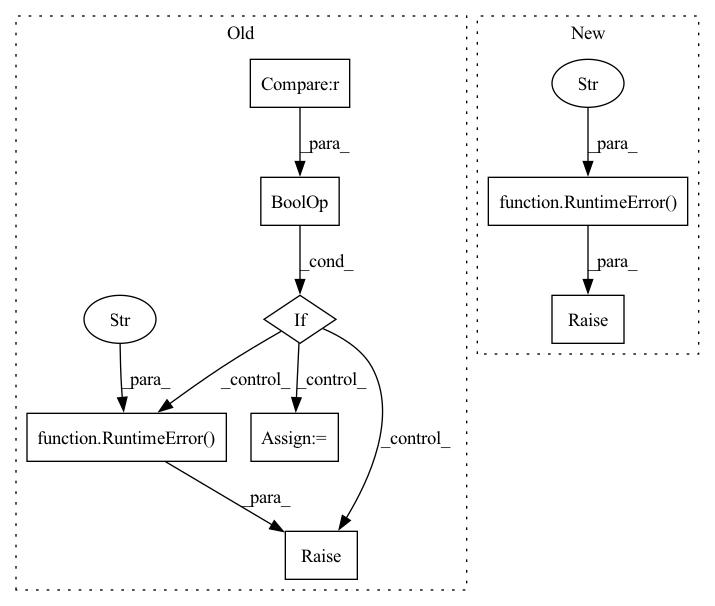 Old
New
Compare:r
Str
_para_
_para_
BoolOp
function.RuntimeError()
_cond_
_para_
Str
If
Raise
_para_
_control_
_control_
function.RuntimeError()
Assign:=
_control_
_para_
Raise